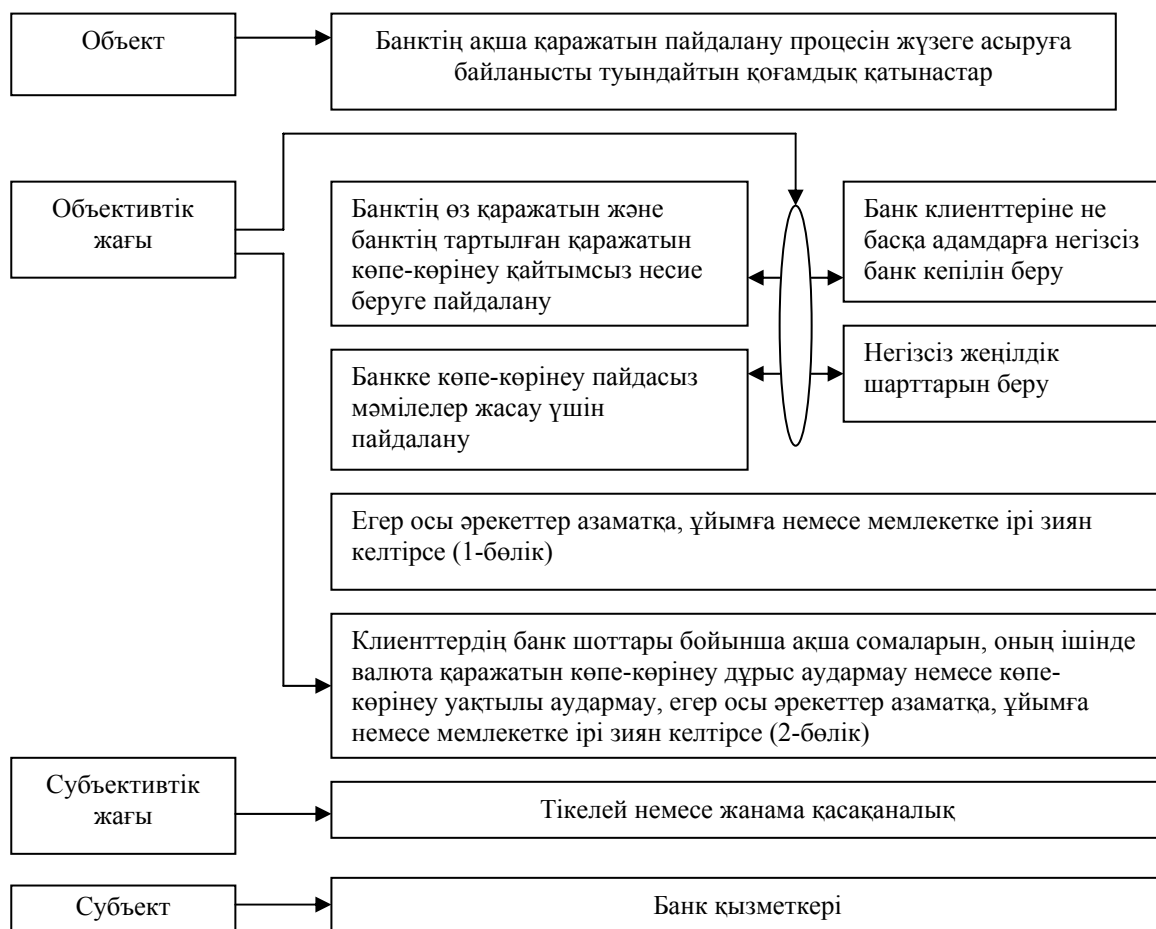 Объект
Банктің ақша қаражатын пайдалану процесін жүзеге асыруға
байланысты туындайтын қоғамдық қатынастар
Объективтік
жағы
Банктің өз қаражатын және
банктің тартылған қаражатын
көпе-көрінеу қайтымсыз несие
беруге пайдалану
Банк клиенттеріне не
басқа адамдарға негізсіз
банк кепілін беру
Банкке көпе-көрінеу пайдасыз
мәмілелер жасау үшін
пайдалану
Негізсіз жеңілдік
шарттарын беру
Егер осы әрекеттер азаматқа, ұйымға немесе мемлекетке ірі зиян
келтірсе (1-бөлік)
Клиенттердің банк шоттары бойынша ақша сомаларын, оның ішінде
валюта қаражатын көпе-көрінеу дұрыс аудармау немесе көпе-
көрінеу уақтылы аудармау, егер осы әрекеттер азаматқа, ұйымға
немесе мемлекетке ірі зиян келтірсе (2-бөлік)
Субъективтік
жағы
Тікелей немесе жанама қасақаналық
Субъект
Банк қызметкері